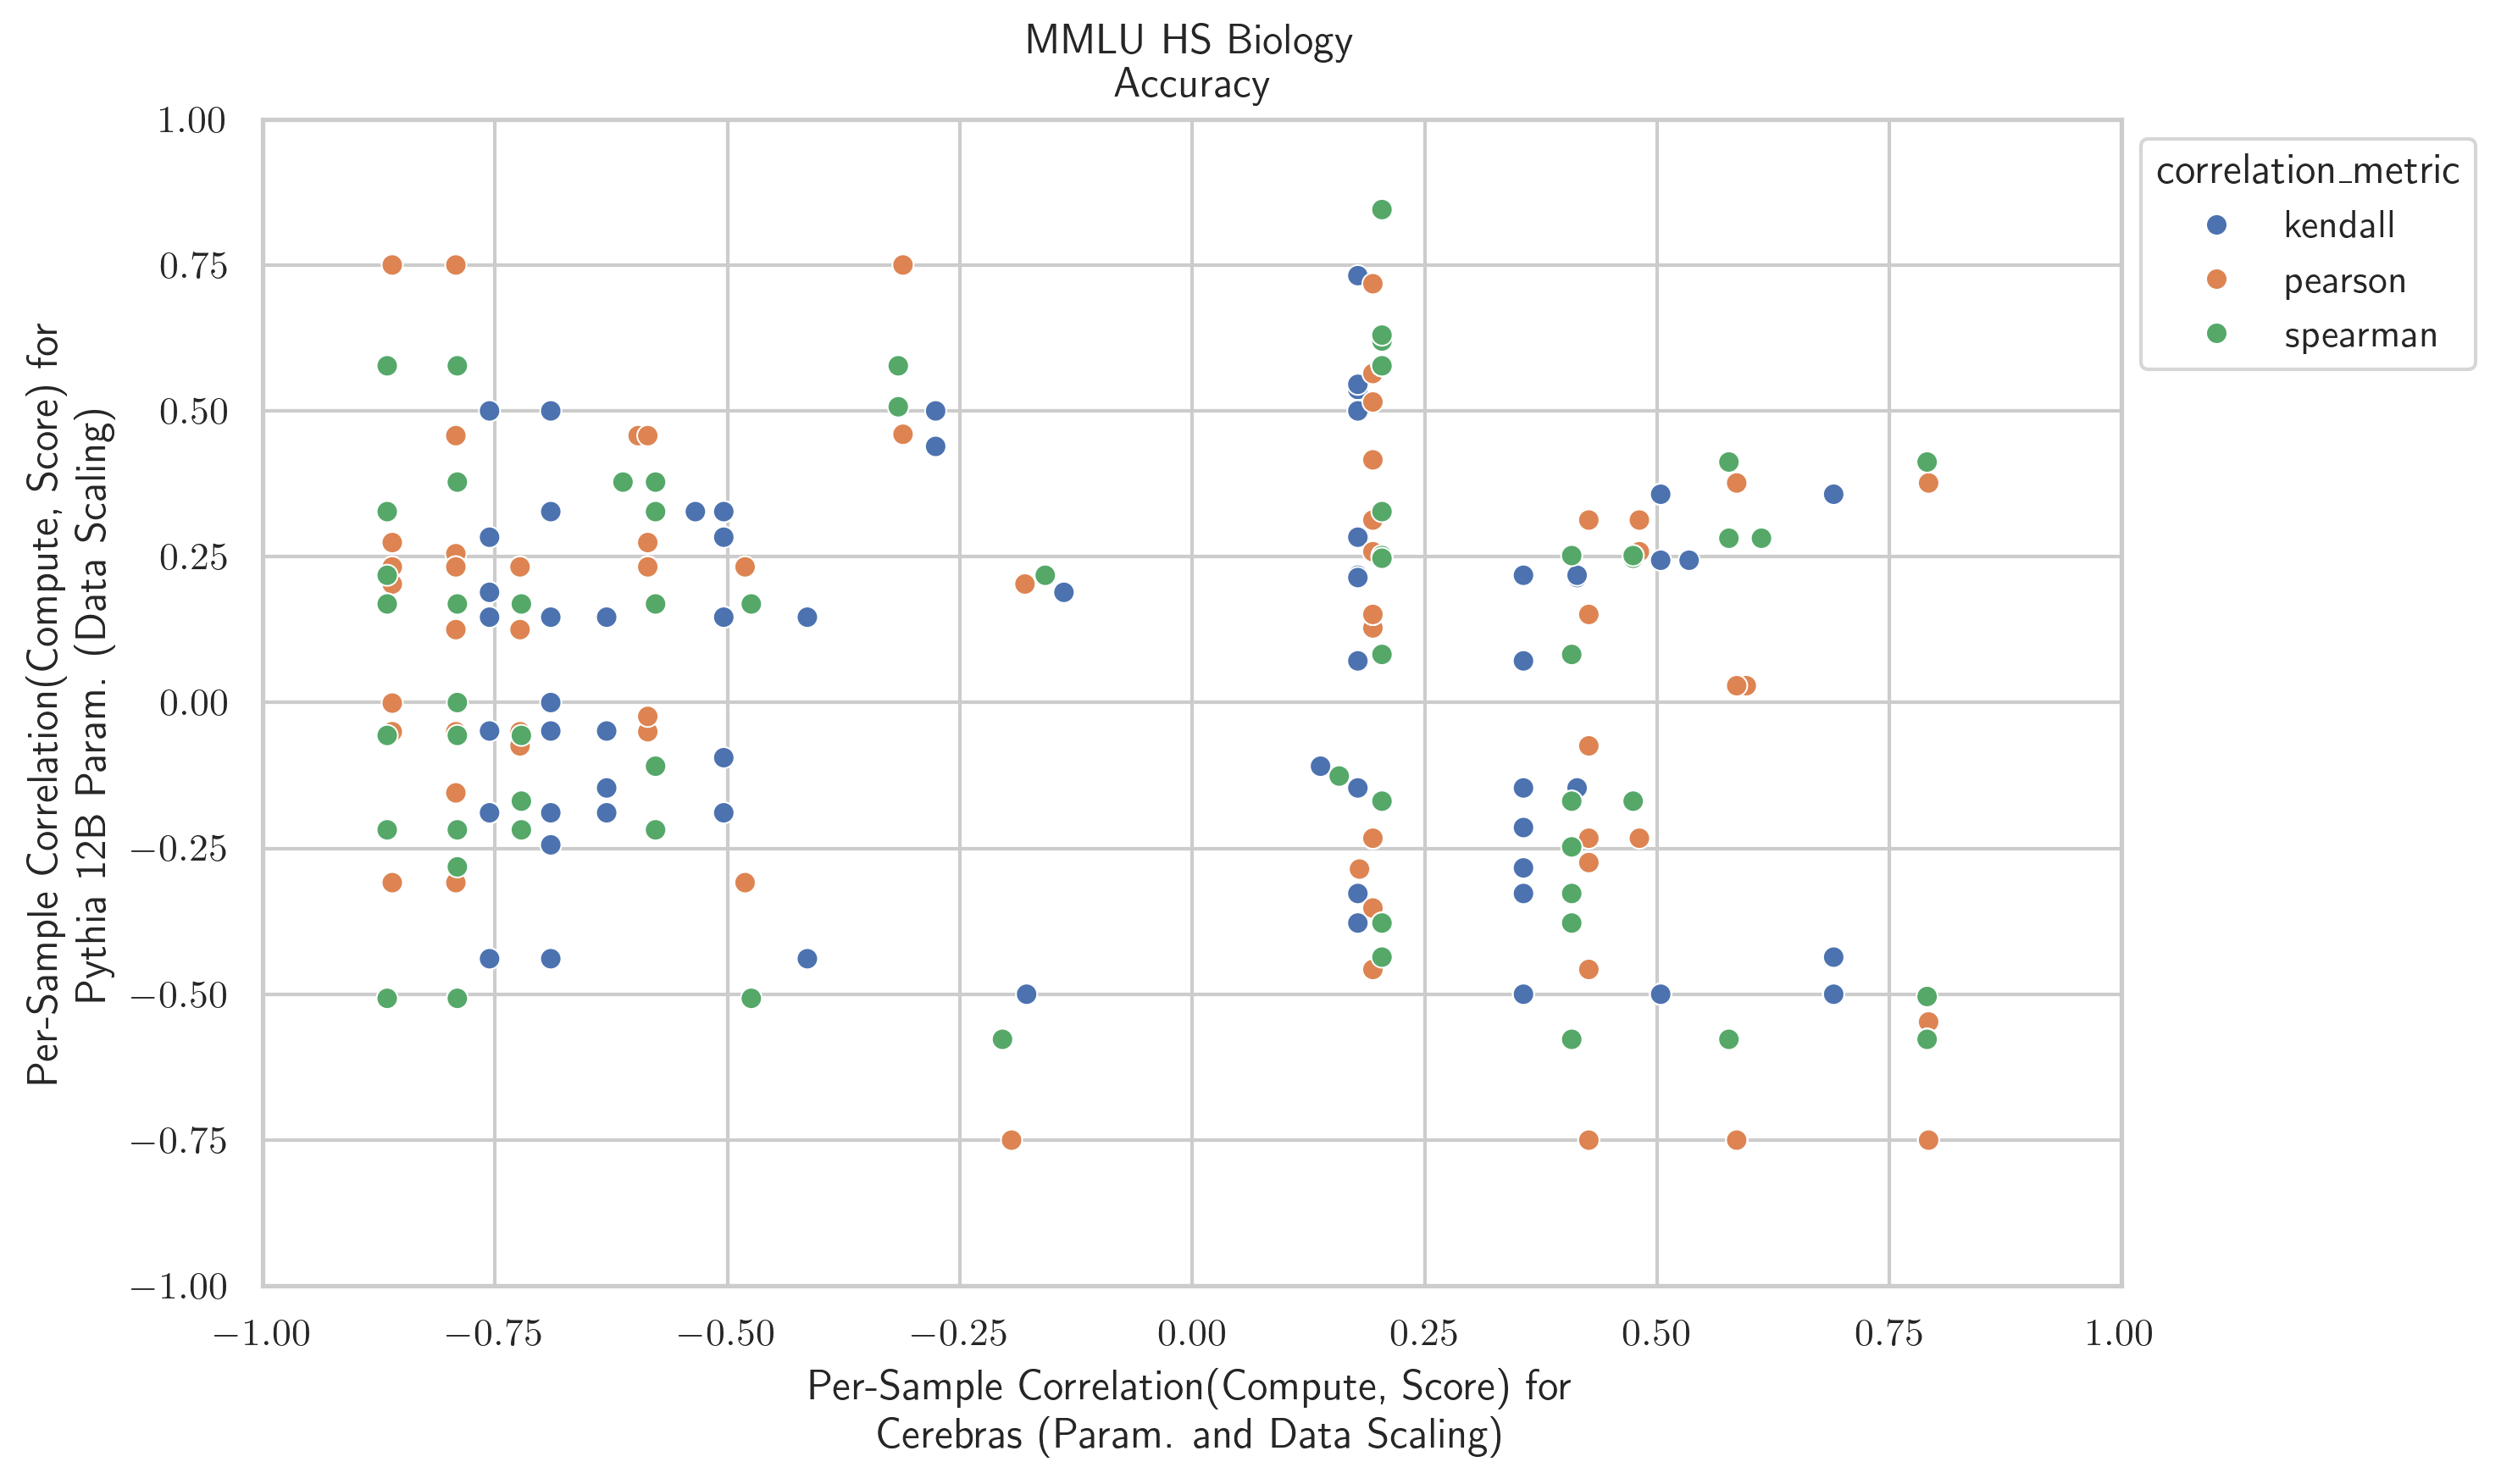 MMLU HS Biology
Accuracy
Per-Sample Correlation(Compute, Score) for
Pythia 12B Param. (Data Scaling)
1.00
0.75
0.50
0.25
0.00
−0.25
−0.50
−0.75
−1.00
−1.00 −0.75 −0.50 −0.25 0.00 0.25 0.50 0.75 1.00
Per-Sample Correlation(Compute, Score) for
Cerebras (Param. and Data Scaling)
correlation_metric
kendall
pearson
spearman